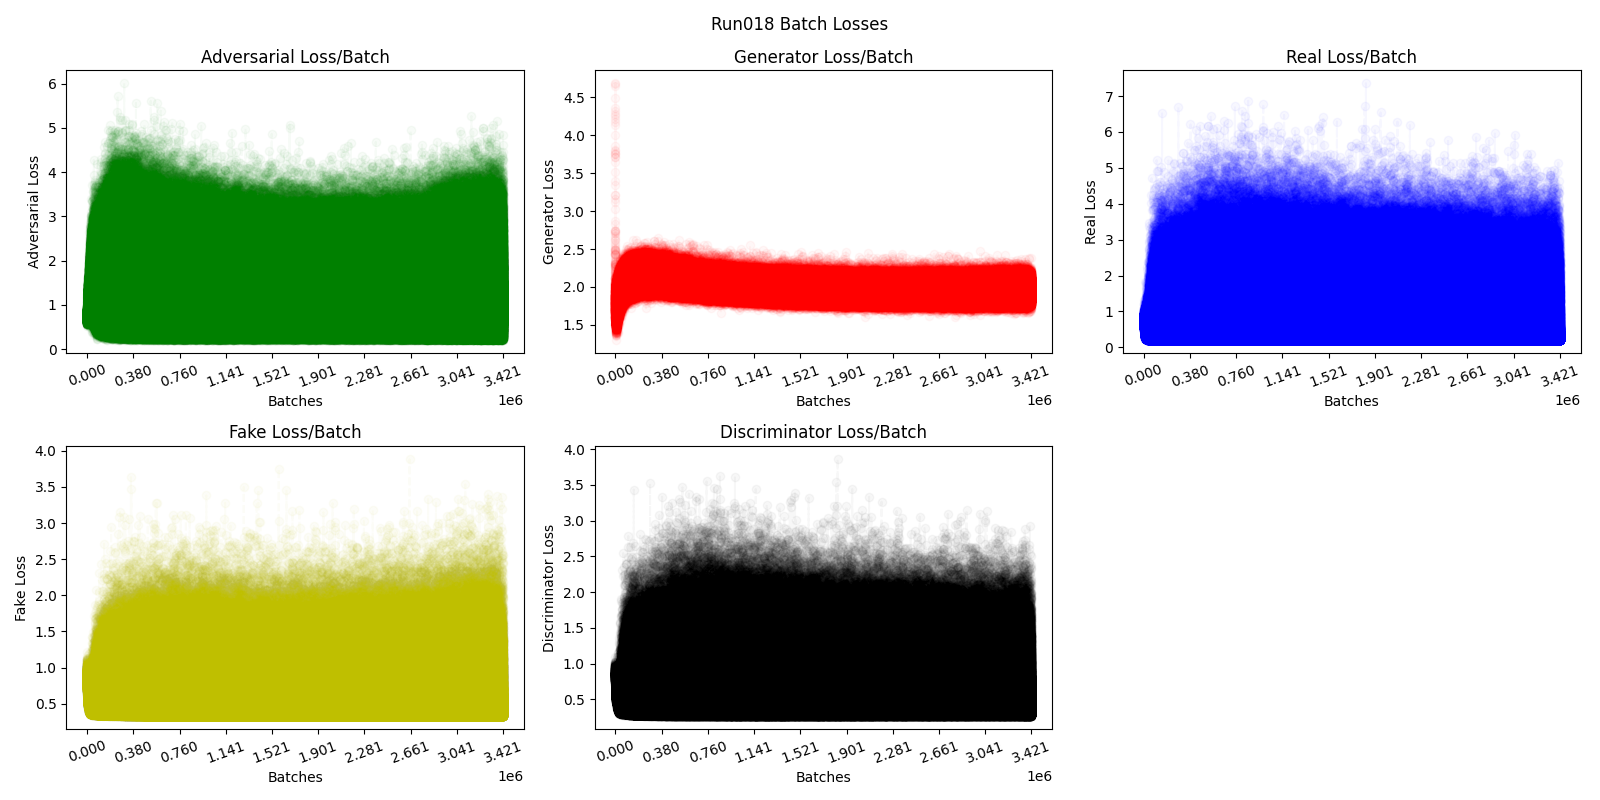 Run018 Batch Losses
Adversarial Loss/Batch
Adversarial Loss
6
5
4
3
2
1
0
0.000 0.380 0.760 1.141 1.521 1.901 2.281 2.661 3.041 3.421
Batches
1e6
Generator Loss/Batch
Generator Loss
4.5
4.0
3.5
3.0
2.5
2.0
1.5
0.000 0.380 0.760 1.141 1.521 1.901 2.281 2.661 3.041 3.421
Batches
1e6
Real Loss/Batch
Real Loss
7
6
5
4
3
2
1
0
0.000 0.380 0.760 1.141 1.521 1.901 2.281 2.661 3.041 3.421
Batches
1e6
Fake Loss/Batch
Fake Loss
4.0
3.5
3.0
2.5
2.0
1.5
1.0
0.5
0.000 0.380 0.760 1.141 1.521 1.901 2.281 2.661 3.041 3.421
Batches
1e6
Discriminator Loss/Batch
Discriminator Loss
4.0
3.5
3.0
2.5
2.0
1.5
1.0
0.5
0.000 0.380 0.760 1.141 1.521 1.901 2.281 2.661 3.041 3.421
Batches
1e6